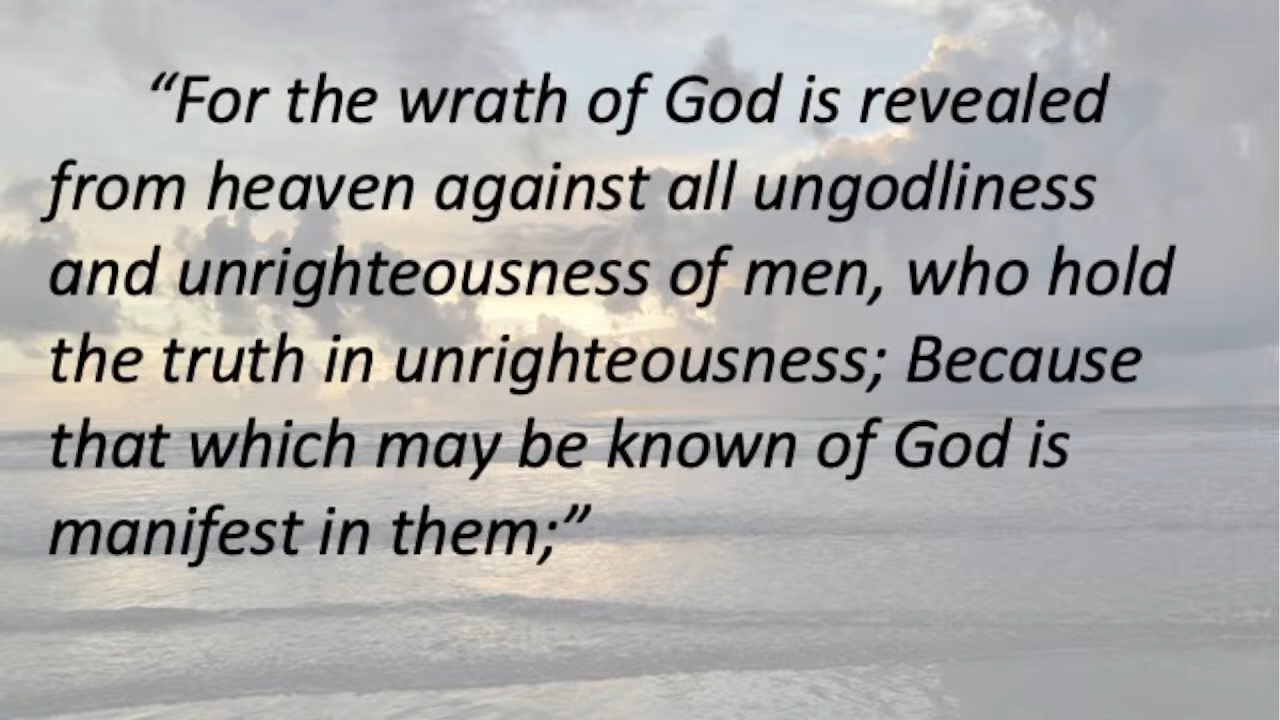 “For the wrath of God is revealed
from heaven against all ungodliness
and unrighteousness of men, who hold
the truth in unrighteousness; Because
that which may be known of God is
manifest in them;”